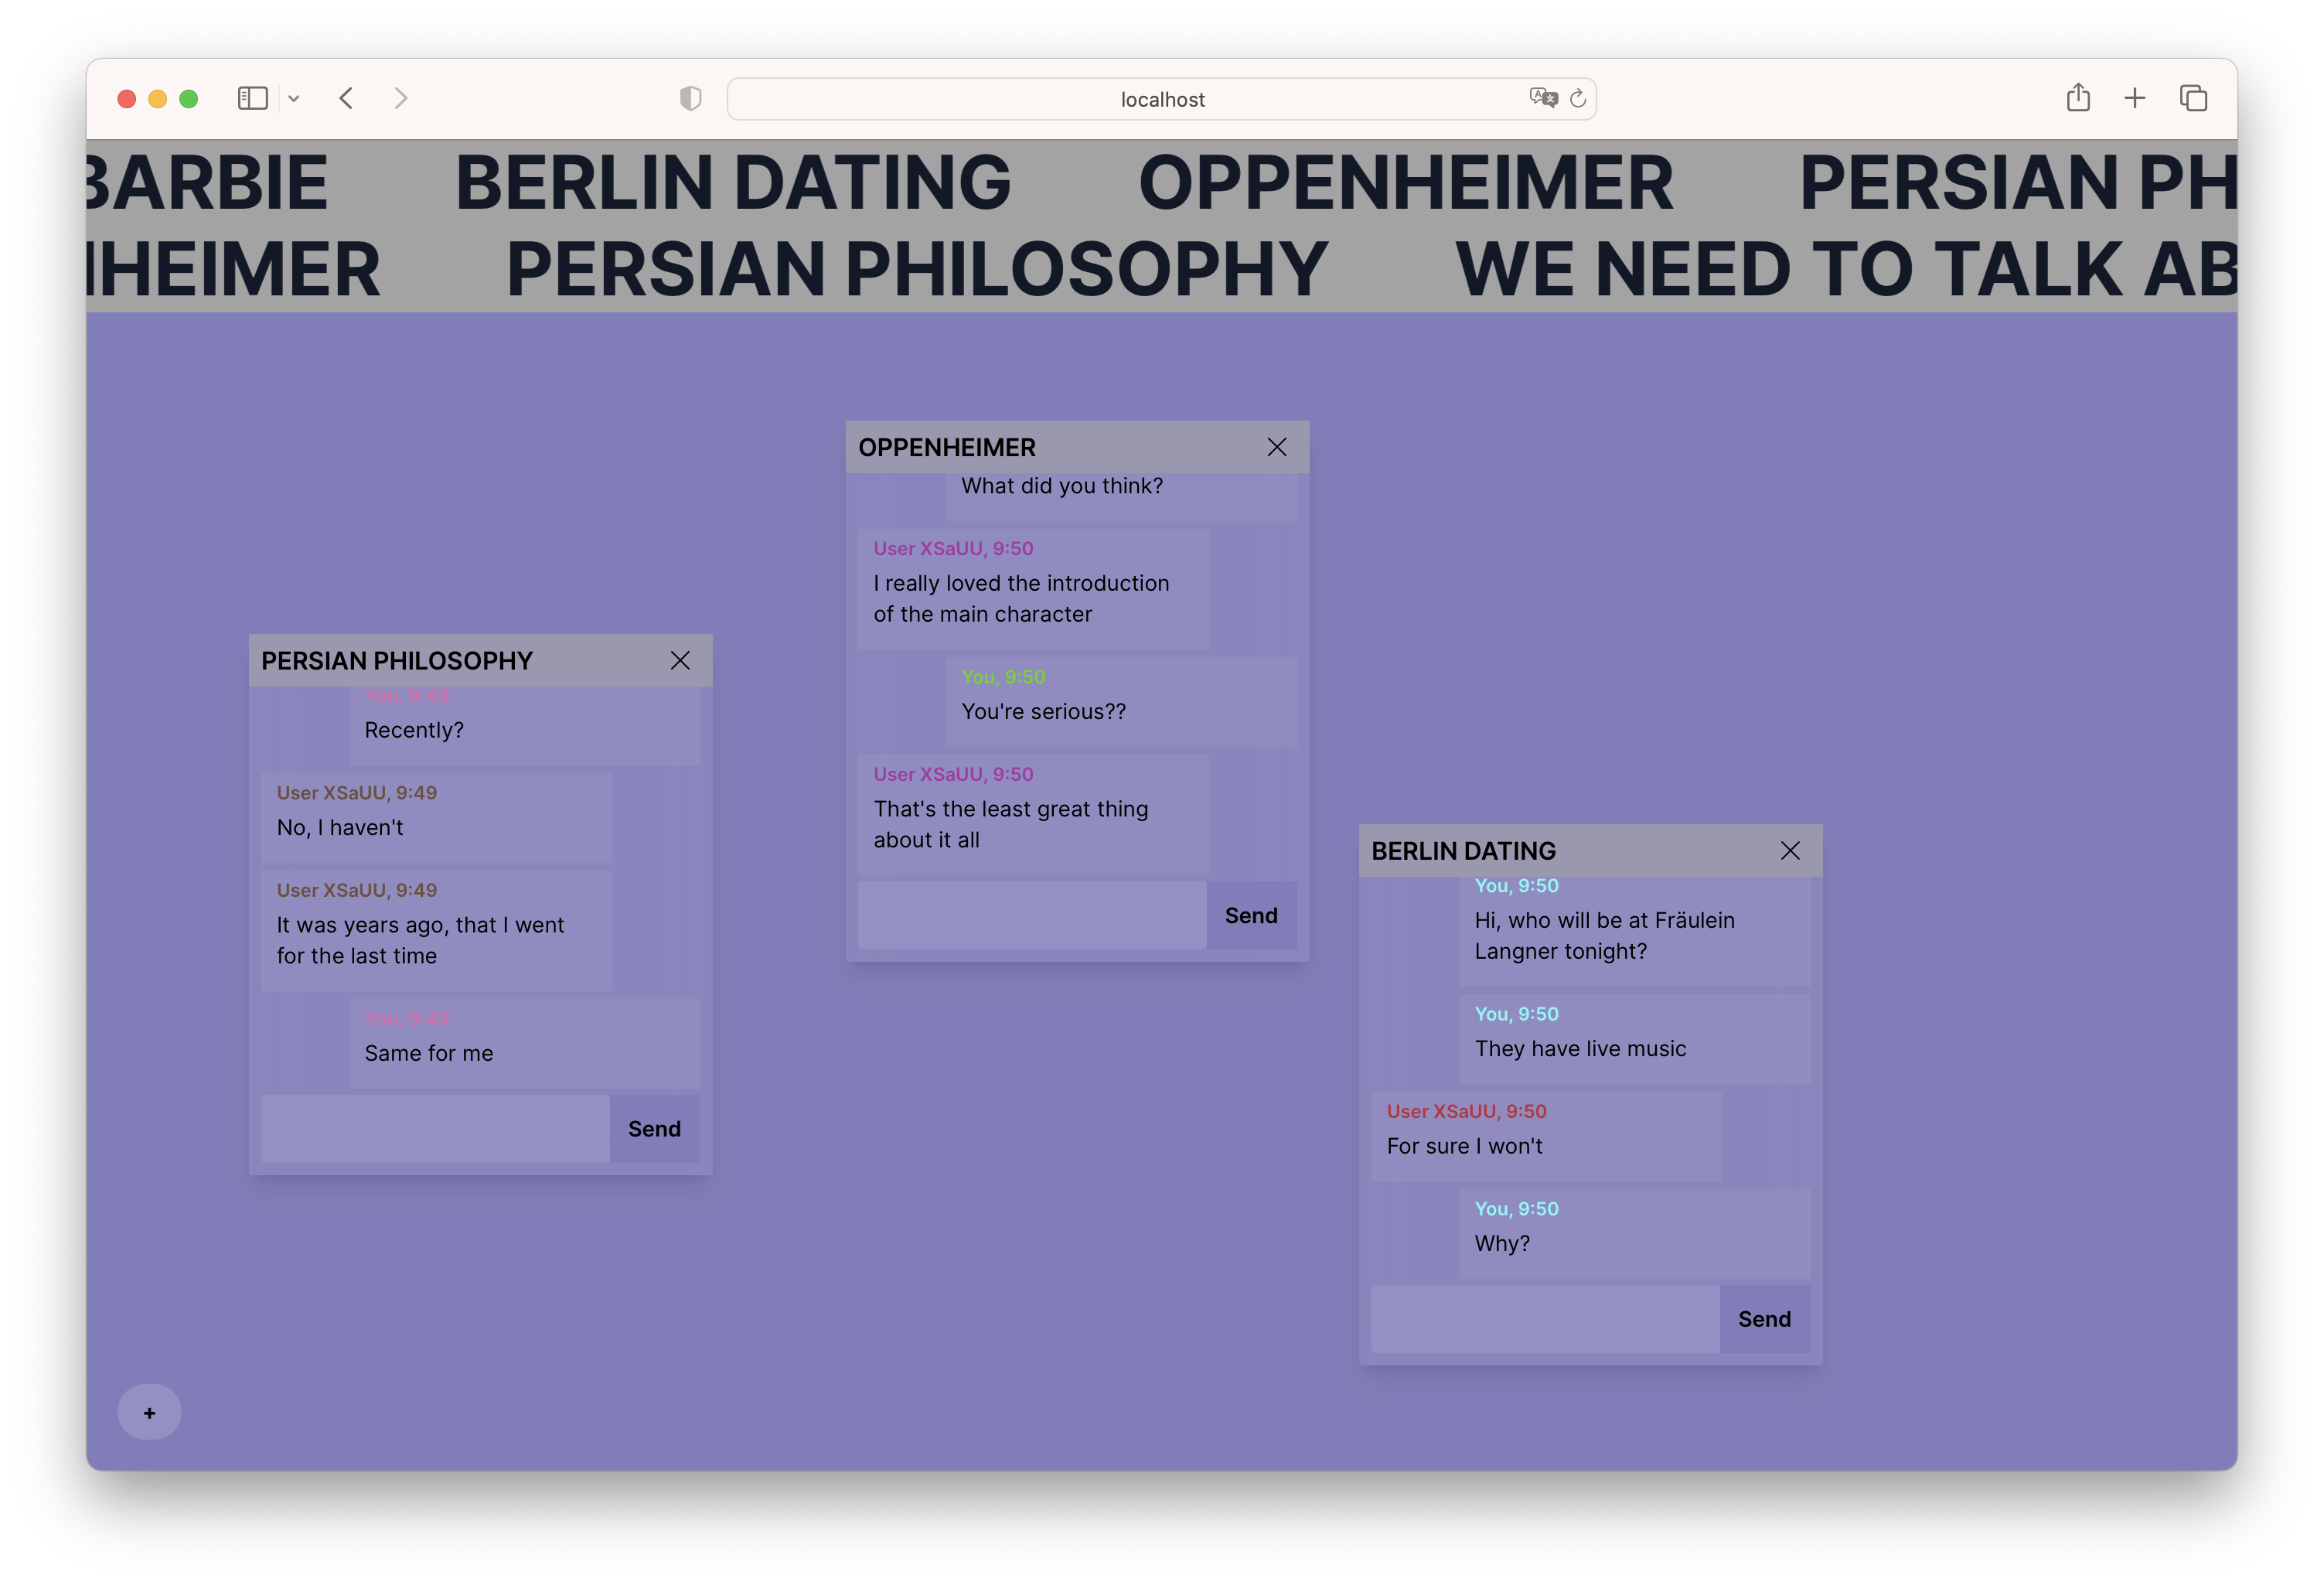 localhost
BARBIE BERLIN DATING OPPENHEIMER PERSIAN PH
HEIMER PERSIAN PHILOSOPHY WE NEED TO TALK AB
OPPENHEIMER
What did you think?
User XSaUU, 9:50
I really loved the introduction
of the main character
You, 9:50
You're serious??
User XSaUU, 9:50
That's the least great thing
about it all
Send
PERSIAN PHILOSOPHY
You, 9:49
Recently?
User XSaUU, 9:49
No, I haven't
User XSaUU, 9:49
It was years ago, that I went
for the last time
You, 9:49
Same for me
Send
BERLIN DATING
You, 9:50
Hi, who will be at Fräulein
Langner tonight?
You, 9:50
They have live music
User XSaUU, 9:50
For sure I won't
You, 9:50
Why?
Send
+